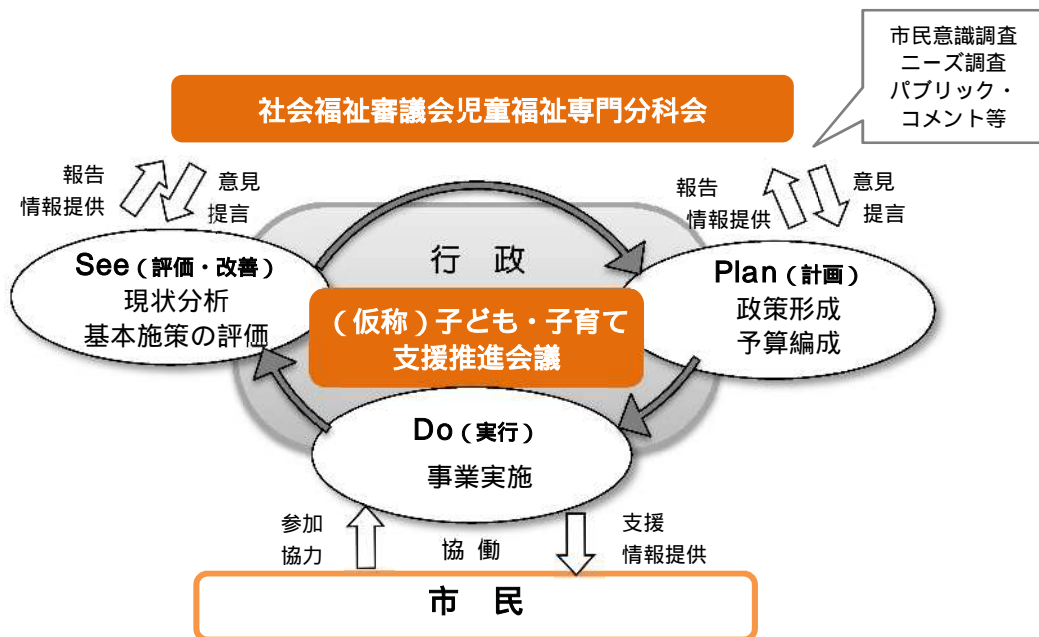 市民意識調査
ニーズ調査
パブリック・
コメント等
社会福祉審議会児童福祉専門分科会
報告
情報提供
意見
提言
報告
情報提供
意見
提言
行 政
See(評価・改善)
現状分析
基本施策の評価
Plan(計画)
政策形成
予算編成
(仮称)子ども・子育て
支援推進会議
Do(実行)
事業実施
参加
協力
協 働
支援
情報提供
市 民